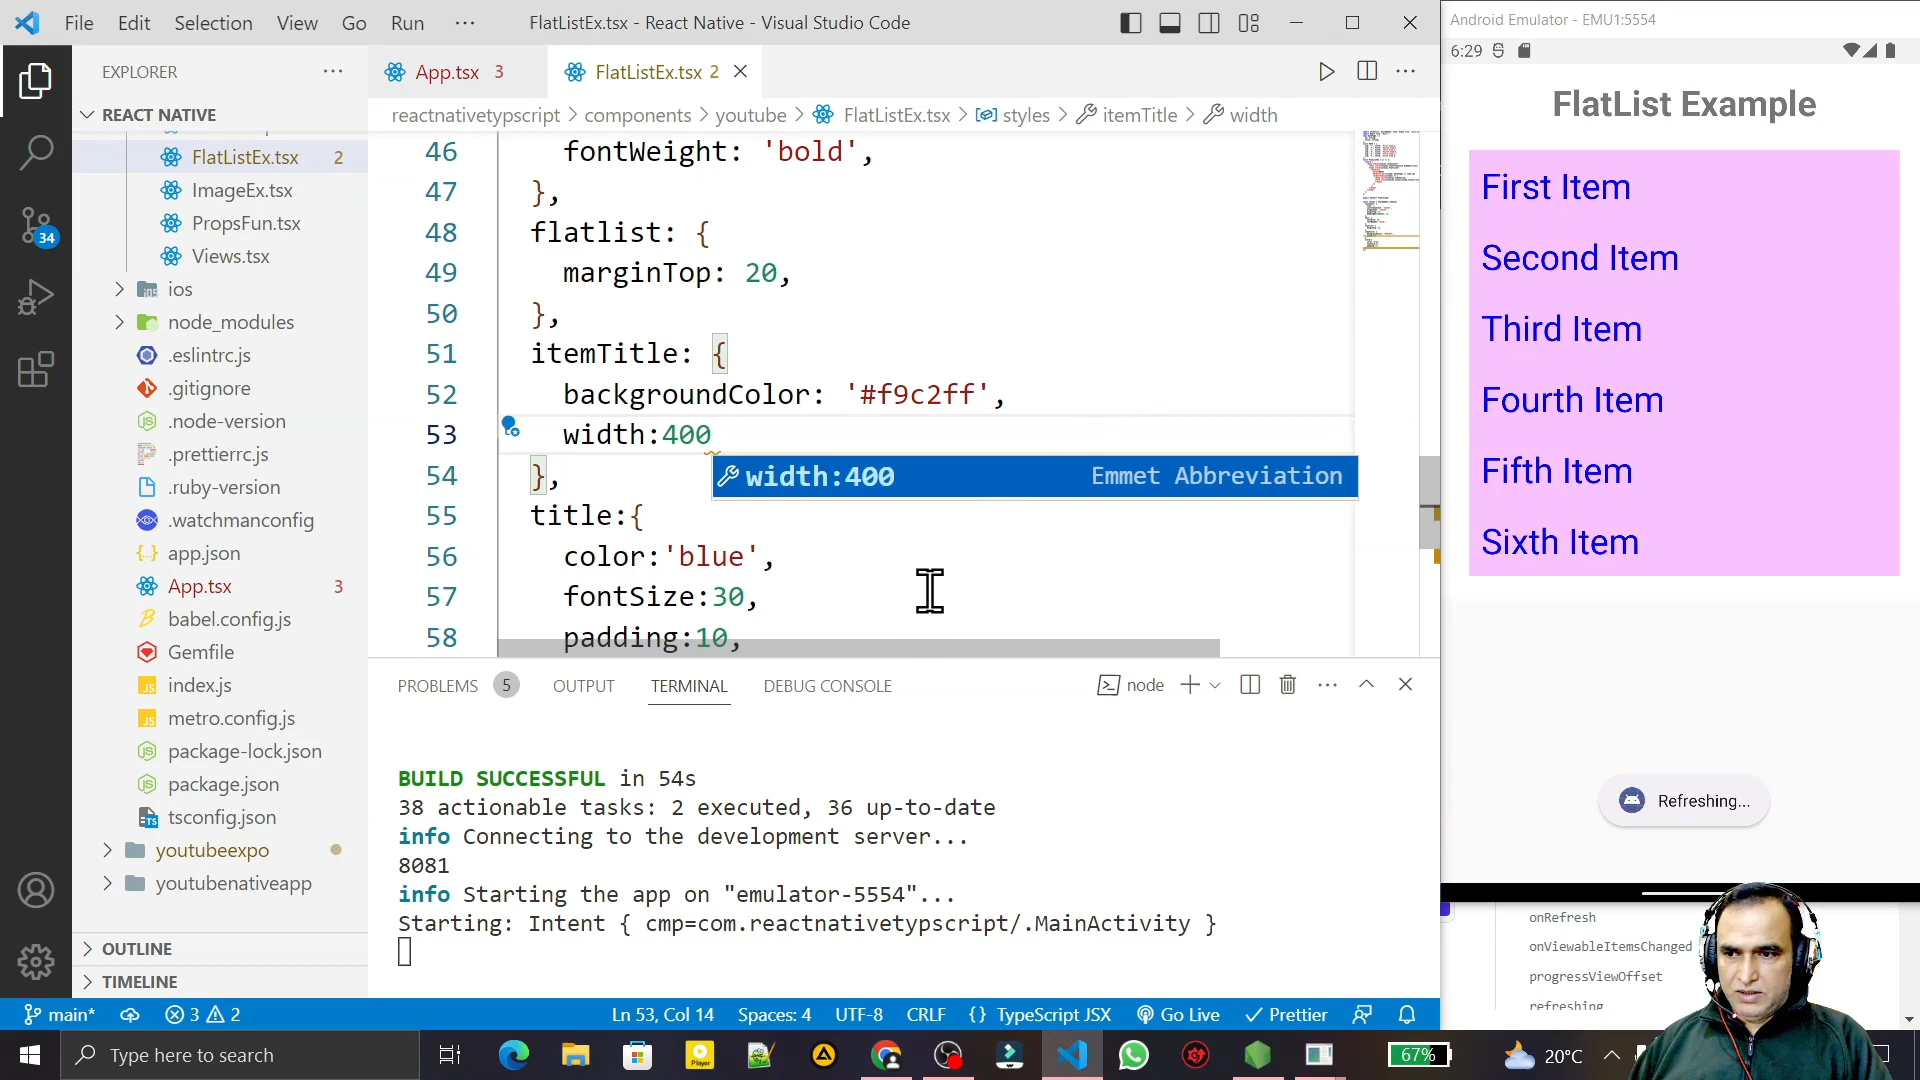 File Edit Selection View Go Run ··· FlatListEx.tsx - React Native - Visual Studio Code
EXPLORER ···
REACT NATIVE
FlatListEx.tsx 2
ImageEx.tsx
PropsFun.tsx
Views.tsx
ios
node_modules
.eslintrc.js
.gitignore
.node-version
.prettierrc.js
.ruby-version
.watchmanconfig
app.json
App.tsx 3
babel.config.js
Gemfile
index.js
metro.config.js
package-lock.json
package.json
tsconfig.json
youtubeexpo
youtubenativeapp
OUTLINE
TIMELINE
34
App.tsx 3 FlatListEx.tsx 2
reactnativetypscript > components > youtube > FlatListEx.tsx > styles > itemTitle > width
46 fontWeight: 'bold',
47 },
48 flatlist: {
49 marginTop: 20,
50 },
51 itemTitle: {
52 backgroundColor: '#f9c2ff',
53 width:400
54 },
width:400 Emmet Abbreviation
55 title:{
56 color:'blue',
57 fontSize:30,
58 padding:10,
PROBLEMS 5 OUTPUT TERMINAL DEBUG CONSOLE node
BUILD SUCCESSFUL in 54s
38 actionable tasks: 2 executed, 36 up-to-date
info Connecting to the development server...
8081
info Starting the app on "emulator-5554"...
Starting: Intent { cmp=com.reactnativetypscript/.MainActivity }
main* 3 2 Ln 53, Col 14 Spaces: 4 UTF-8 CRLF {} TypeScript JSX Go Live Prettier
Android Emulator - EMU1:5554
6:29
FlatList Example
First Item
Second Item
Third Item
Fourth Item
Fifth Item
Sixth Item
Refreshing...
onRefresh
onViewableItemsChanged
progressViewOffset
refreshing
Type here to search
Player
67%
20°C